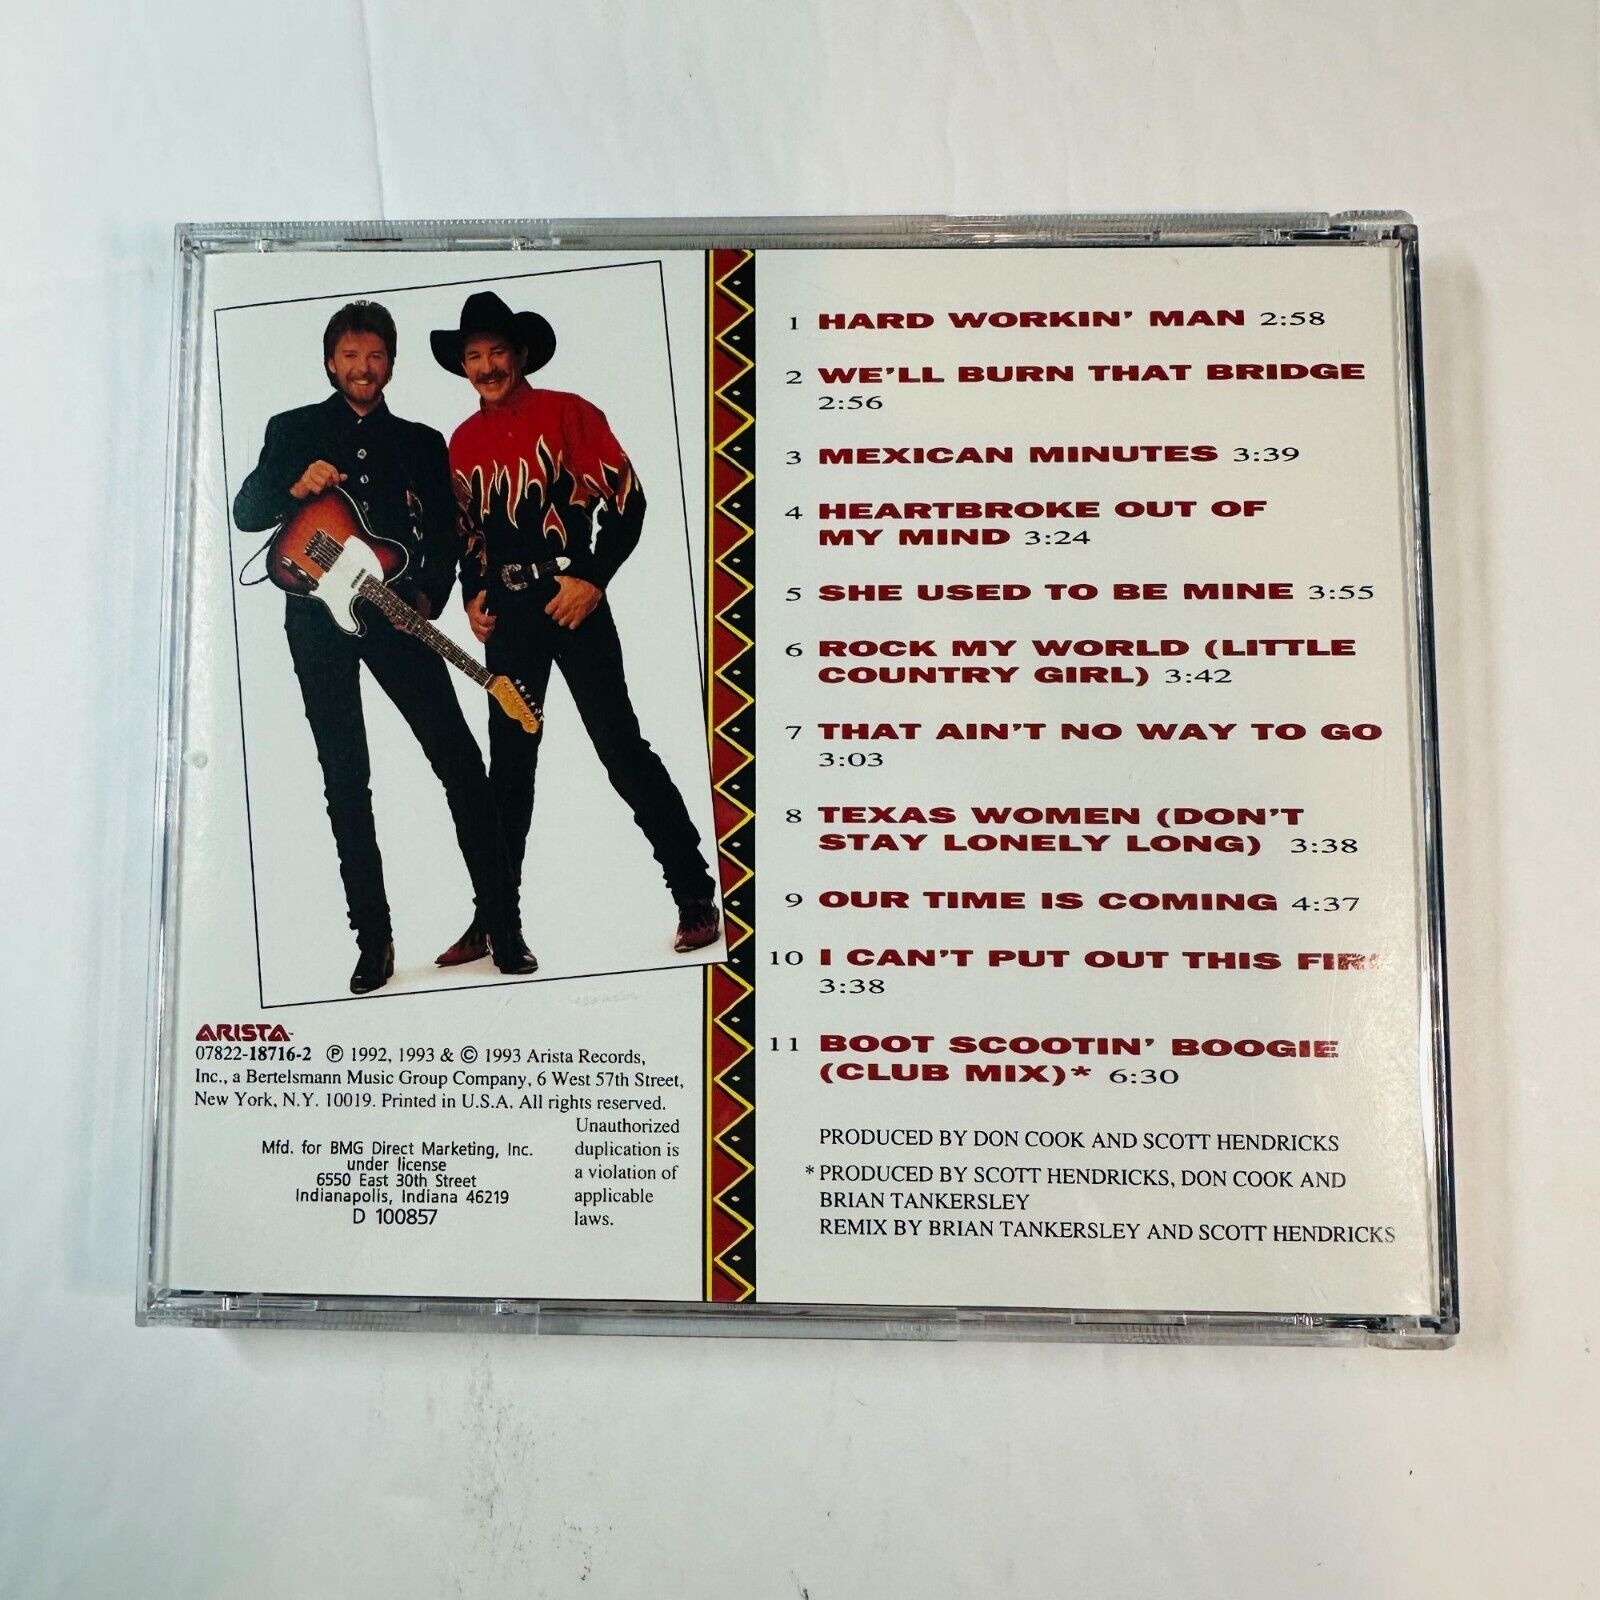 1 HARD WORKIN' MAN 2:58
2 WE'LL BURN THAT BRIDGE
2:56
3 MEXICAN MINUTES 3:39
4 HEARTBROKE OUT OF
MY MIND 3:24
5 SHE USED TO BE MINE 3:55
6 ROCK MY WORLD (LITTLE
COUNTRY GIRL) 3:42
7 THAT AIN'T NO WAY TO GO
3:03
8 TEXAS WOMEN (DON'T
STAY LONELY LONG) 3:38
9 OUR TIME IS COMING 4:37
10 I CAN'T PUT OUT THIS FIRE
3:38
11 BOOT SCOOTIN' BOOGIE
(CLUB MIX)* 6:30
PRODUCED BY DON COOK AND SCOTT HENDRICKS
*PRODUCED BY SCOTT HENDRICKS, DON COOK AND
BRIAN TANKERSLEY
REMIX BY BRIAN TANKERSLEY AND SCOTT HENDRICKS
ARISTA™
07822-18716-2 ℗ 1992, 1993 & © 1993 Arista Records,
Inc., a Bertelsmann Music Group Company, 6 West 57th Street,
New York, N.Y. 10019. Printed in U.S.A. All rights reserved.
Unauthorized
duplication is
a violation of
applicable
laws.
Mfd. for BMG Direct Marketing, Inc.
under license
6550 East 30th Street
Indianapolis, Indiana 46219
D 100857